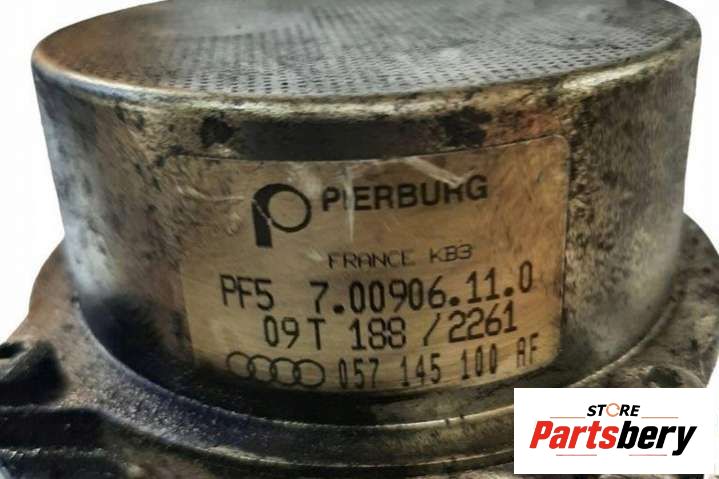 PIERBURG
FRANCE KB3
PF5 7.00906.11.0
09T 188 / 2261
057 145 100 AF
STORE
Partsbery